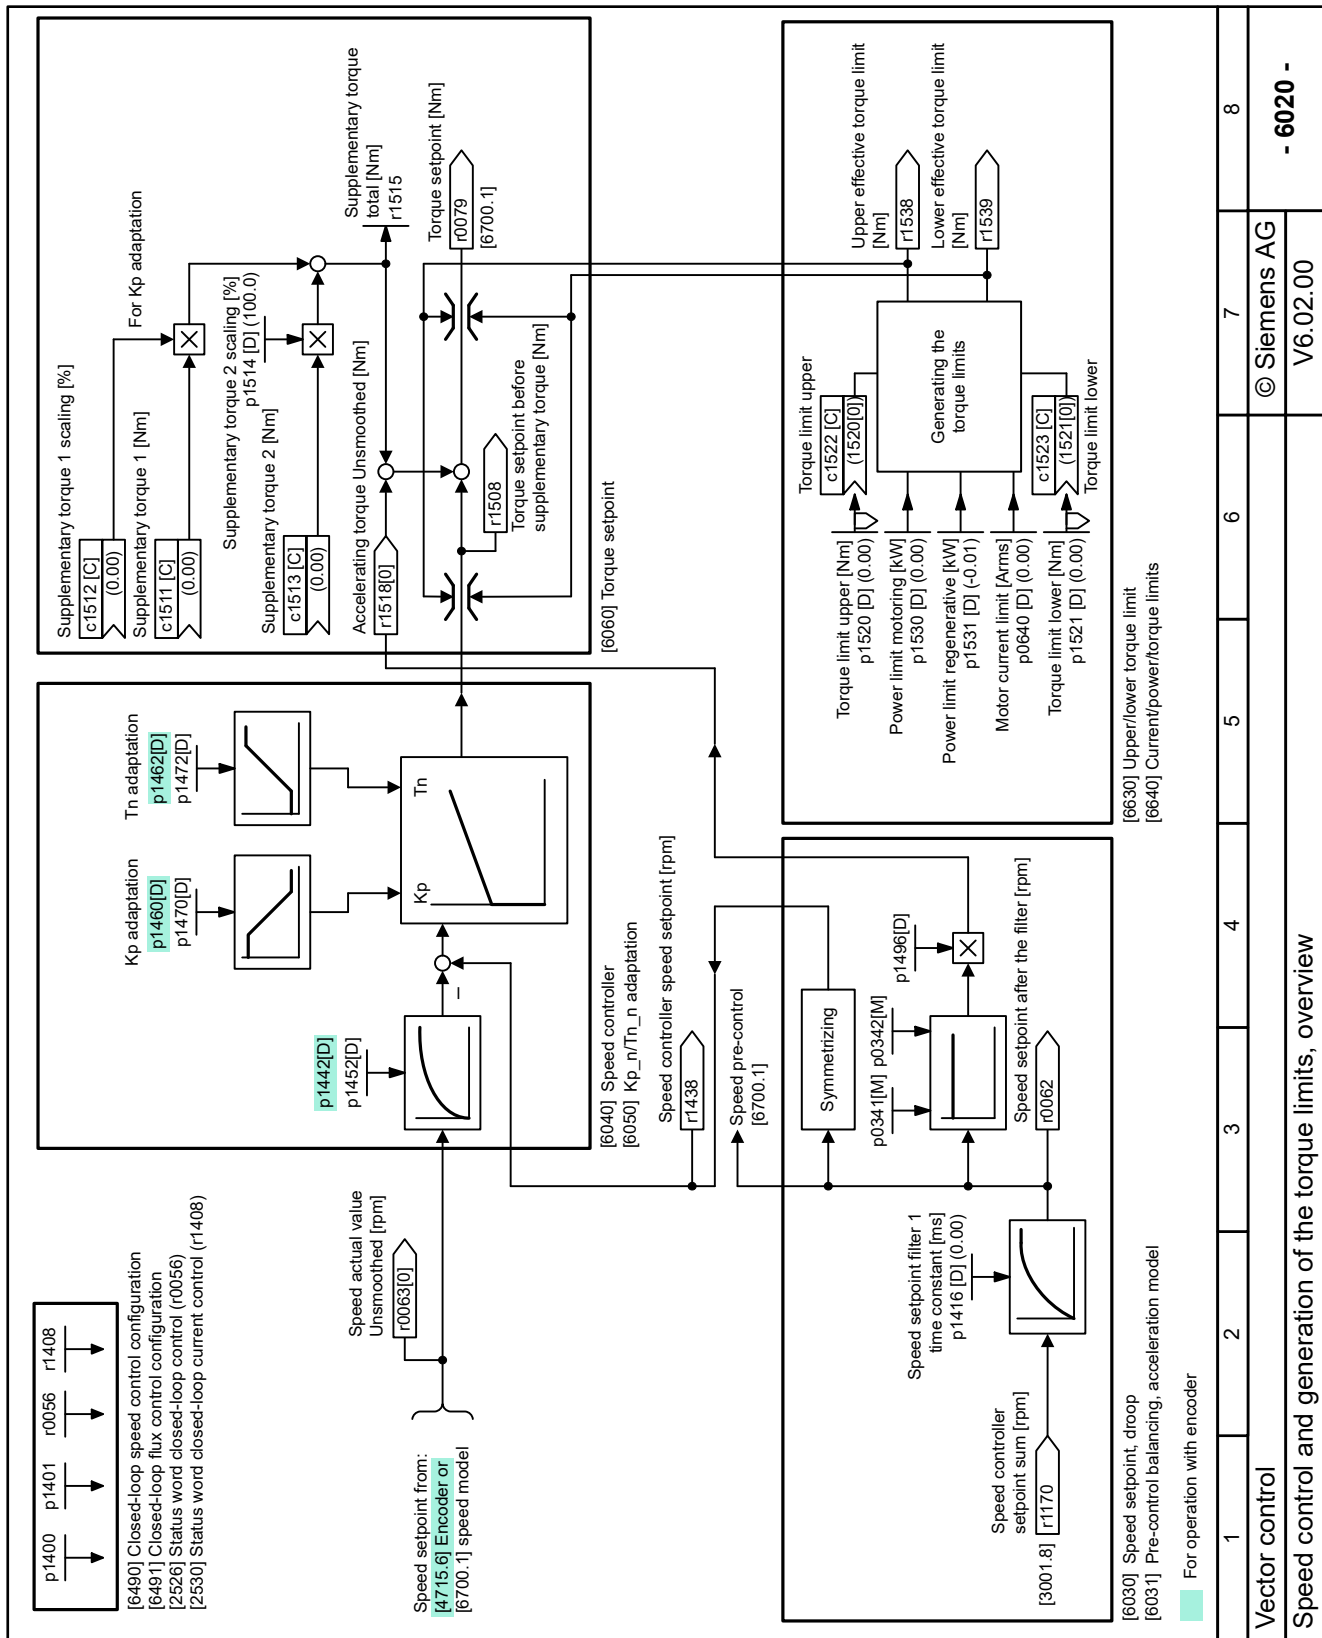 p1400
p1401
r0056
r1408
[6490] Closed-loop speed control configuration
[6491] Closed-loop flux control configuration
[2526] Status word closed-loop control (r0056)
[2530] Status word closed-loop current control (r1408)
Speed setpoint from:
[4715.6] Encoder or
[6700.1] speed model
Speed actual value
Unsmoothed [rpm]
r0063[0]
p1442[D]
p1452[D]
–
Kp adaptation
p1460[D]
p1470[D]
Tn adaptation
p1462[D]
p1472[D]
Kp
Tn
[6040] Speed controller
[6050] Kp_n/Tn_n adaptation
Speed controller speed setpoint [rpm]
r1438
Supplementary torque 1 scaling [%]
c1512 [C]
(0.00)
Supplementary torque 1 [Nm]
c1511 [C]
(0.00)
For Kp adaptation
Supplementary torque 2 scaling [%]
p1514 [D] (100.0)
Supplementary torque 2 [Nm]
c1513 [C]
(0.00)
Supplementary torque
total [Nm]
r1515
Accelerating torque Unsmoothed [Nm]
r1518[0]
Torque setpoint [Nm]
r0079
[6700.1]
r1508
Torque setpoint before
supplementary torque [Nm]
[6060] Torque setpoint
Speed pre-control
[6700.1]
Symmetrizing
p0341[M]
p0342[M]
p1496[D]
Speed setpoint after the filter [rpm]
r0062
Speed setpoint filter 1
time constant [ms]
p1416 [D] (0.00)
Speed controller
setpoint sum [rpm]
r1170
[3001.8]
[6030] Speed setpoint, droop
[6031] Pre-control balancing, acceleration model
Torque limit upper
c1522 [C]
(1520[0])
Torque limit upper [Nm]
p1520 [D] (0.00)
Power limit motoring [kW]
p1530 [D] (0.00)
Power limit regenerative [kW]
p1531 [D] (-0.01)
Motor current limit [Arms]
p0640 [D] (0.00)
Torque limit lower [Nm]
p1521 [D] (0.00)
c1523 [C]
(1521[0])
Torque limit lower
Generating the
torque limits
Upper effective torque limit
[Nm]
r1538
Lower effective torque limit
[Nm]
r1539
[6630] Upper/lower torque limit
[6640] Current/power/torque limits
For operation with encoder
1
2
3
4
5
6
7
8
Vector control
Speed control and generation of the torque limits, overview
© Siemens AG
V6.02.00
- 6020 -